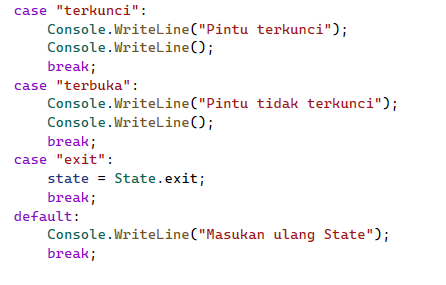 case "terkunci":
    Console.WriteLine("Pintu terkunci");
    Console.WriteLine();
    break;
case "terbuka":
    Console.WriteLine("Pintu tidak terkunci");
    Console.WriteLine();
    break;
case "exit":
    state = State.exit;
    break;
default:
    Console.WriteLine("Masukan ulang State");
    break;